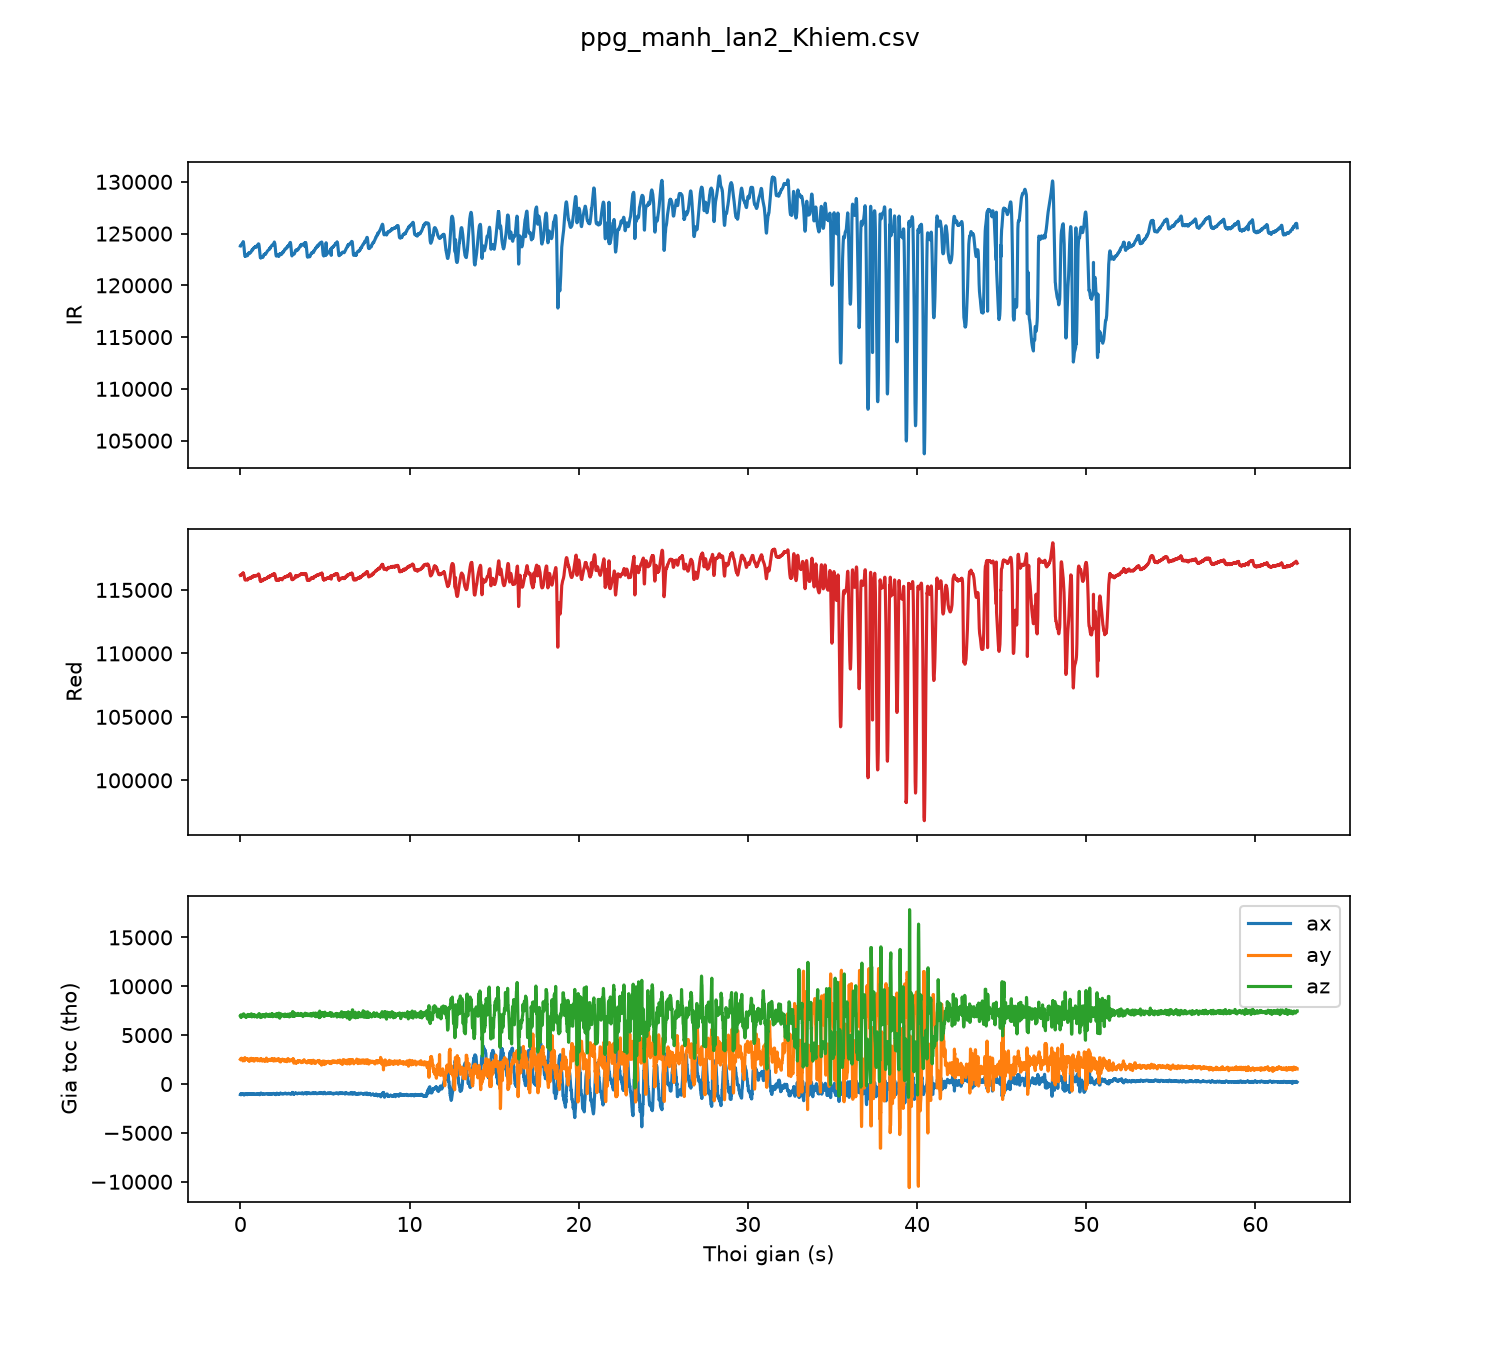 ppg_manh_lan2_Khiem.csv
130000
125000
120000
115000
110000
105000
IR
115000
110000
105000
100000
Red
15000
10000
5000
0
−5000
−10000
Gia toc (tho)
ax
ay
az
0 10 20 30 40 50 60
Thoi gian (s)